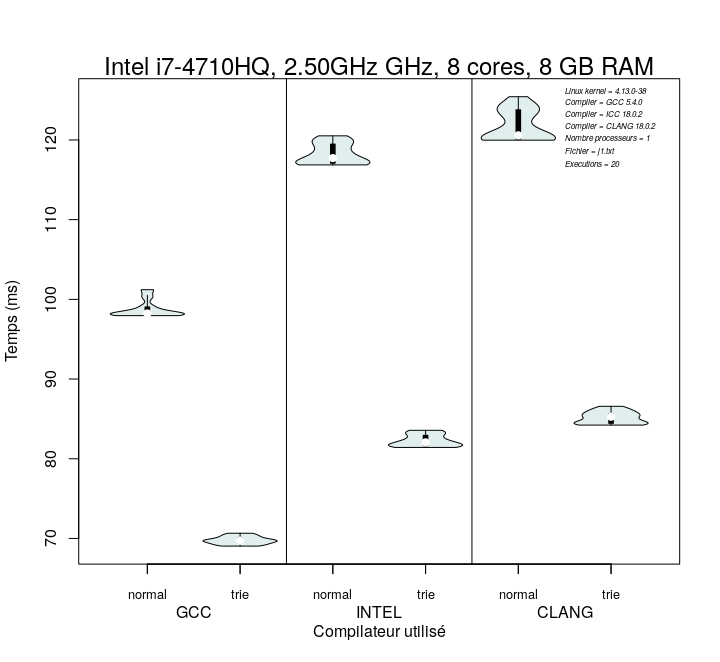 Intel i7-4710HQ, 2.50GHz GHz, 8 cores, 8 GB RAM
Linux kernel = 4.13.0-38
Compiler = GCC 5.4.0
Compiler = ICC 18.0.2
Compiler = CLANG 18.0.2
Nombre processeurs = 1
Fichier = j1.txt
Executions = 20
Temps (ms)
120
110
100
90
80
70
normal trie normal trie normal trie
GCC INTEL CLANG
Compilateur utilisé